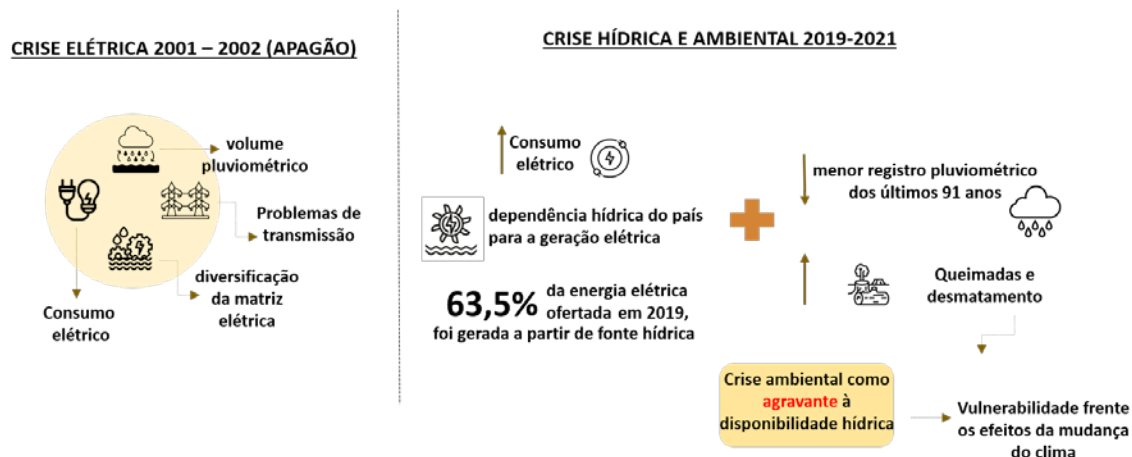 CRISE ELÉTRICA 2001 – 2002 (APAGÃO)
volume
pluviométrico
Problemas de
transmissão
diversificação
da matriz
elétrica
Consumo
elétrico
CRISE HÍDRICA E AMBIENTAL 2019-2021
Consumo
elétrico
dependência hídrica do país
para a geração elétrica
63,5% da energia elétrica
ofertada em 2019,
foi gerada a partir de fonte hídrica
menor registro pluviométrico
dos últimos 91 anos
Queimadas e
desmatamento
Crise ambiental como
agravante à
disponibilidade hídrica
Vulnerabilidade frente
os efeitos da mudança
do clima